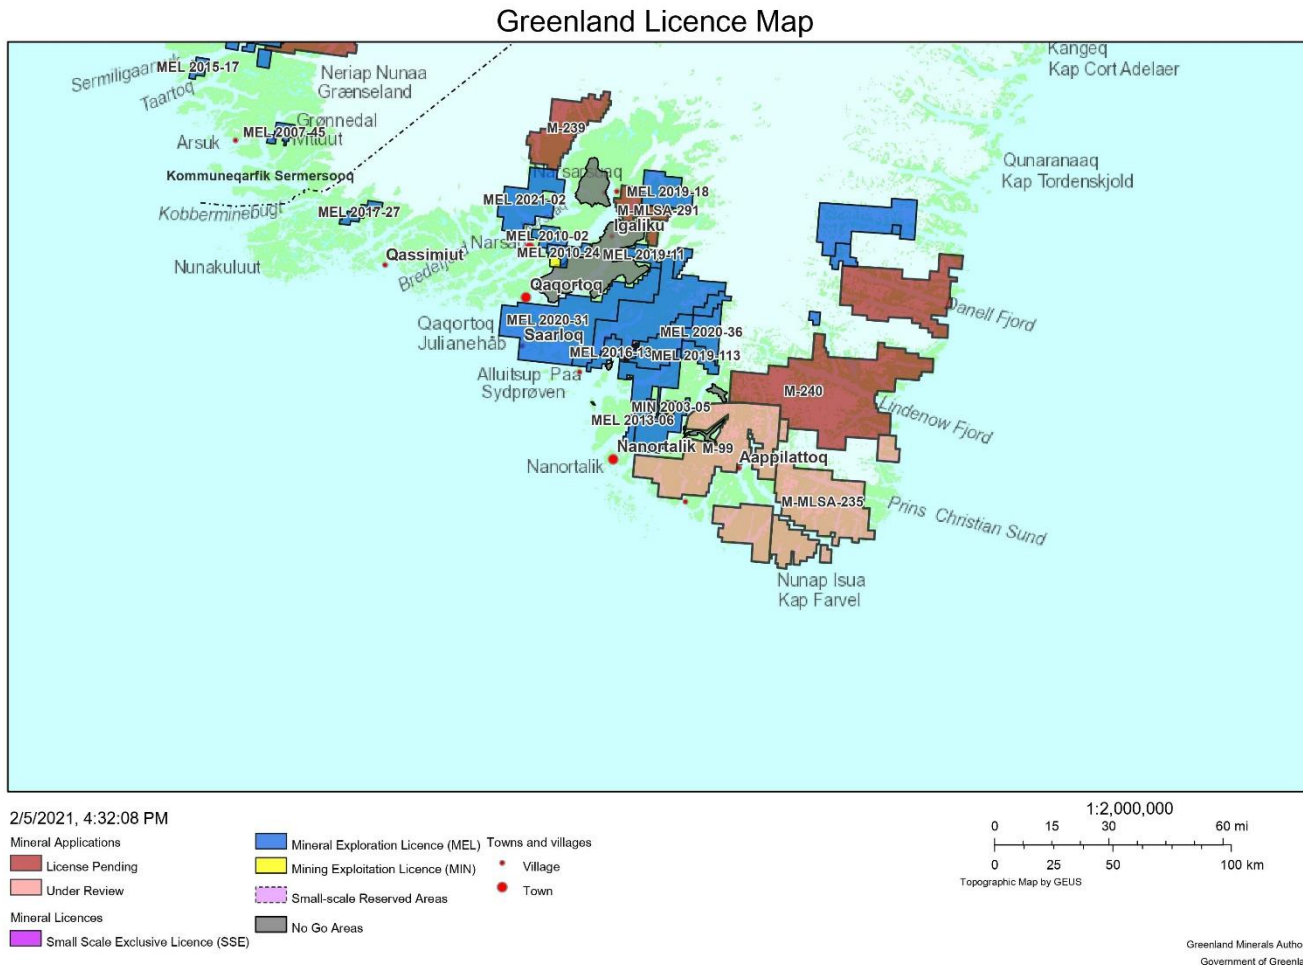 Greenland Licence Map
Kangeq
Kap Cort Adelaer
MEL 2015-17
Taartoq
Neriap Nunaa
Grænseland
Grønnedal
Arsuk
MEL 2007-45
M-239
Qunaranaaq
Kap Tordenskjold
Kommuneqarfik Sermersooq
Kobberminebugt
MEL 2017-27
MEL 2021-02
MEL 2019-18
M-MLSA-291
Igaliku
MEL 2010-02
MEL 2010-24
MEL 2019-11
Qassimiut
Nunakuluut
Bredefjord
Qaqortoq
Danell Fjord
Qaqortoq
Julianehåb
MEL 2020-31
Saarloq
MEL 2020-36
MEL 2016-13
MEL 2019-113
Alluitsup Paa
Sydprøven
M-240
MIN 2003-05
MEL 2013-06
Lindenow Fjord
Nanortalik
M-99
Nanortalik
Aappilattoq
M-MLSA-235
Prins Christian Sund
Nunap Isua
Kap Farvel
2/5/2021, 4:32:08 PM
Mineral Applications
License Pending
Under Review
Mineral Licences
Small Scale Exclusive Licence (SSE)
Mineral Exploration Licence (MEL)
Mining Exploitation Licence (MIN)
Small-scale Reserved Areas
No Go Areas
Towns and villages
Village
Town
1:2,000,000
0 15 30 60 mi
0 25 50 100 km
Topographic Map by GEUS
Greenland Minerals Autho
Government of Greenla